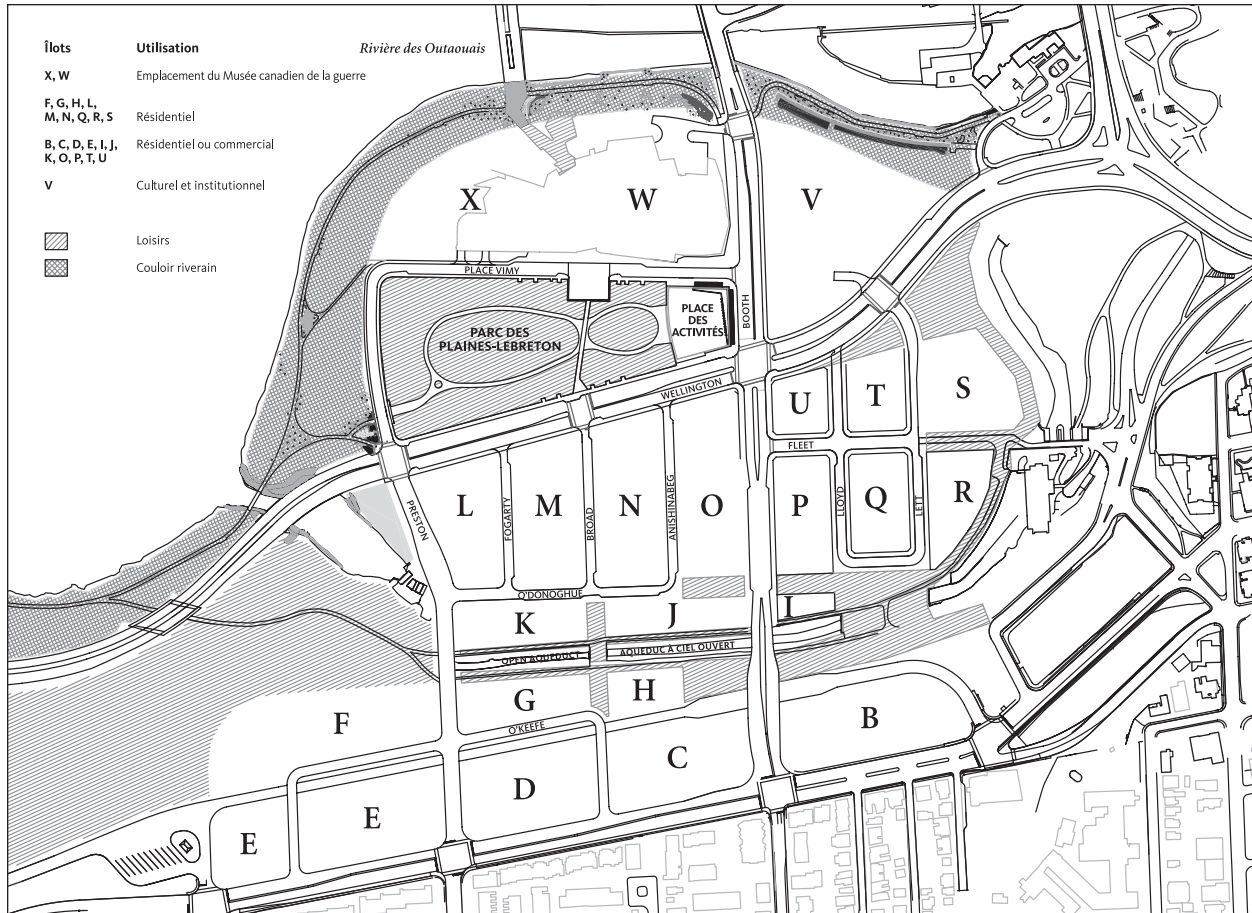 Îlots Utilisation
Rivière des Outaouais
X, W Emplacement du Musée canadien de la guerre
F, G, H, L,
M, N, Q, R, S Résidentiel
B, C, D, E, I, J, Résidentiel ou commercial
K, O, P, T, U
V Culturel et institutionnel
Loisirs
Couloir riverain
X
W
V
PLACE VIMY
PARC DES
PLAINES-LEBRETON
PLACE
DES
ACTIVITÉS
BOOTH
WELLINGTON
U
T
S
FLEET
L
M
N
O
P
Q
R
PRESTON
FOGARTY
BROAD
ANISHINABEG
LLOYD
LETT
O'DONOGHUE
K
J
I
OPEN AQUEDUCT
AQUEDUC À CIEL OUVERT
F
G
H
B
O'KEEFE
C
D
E
E